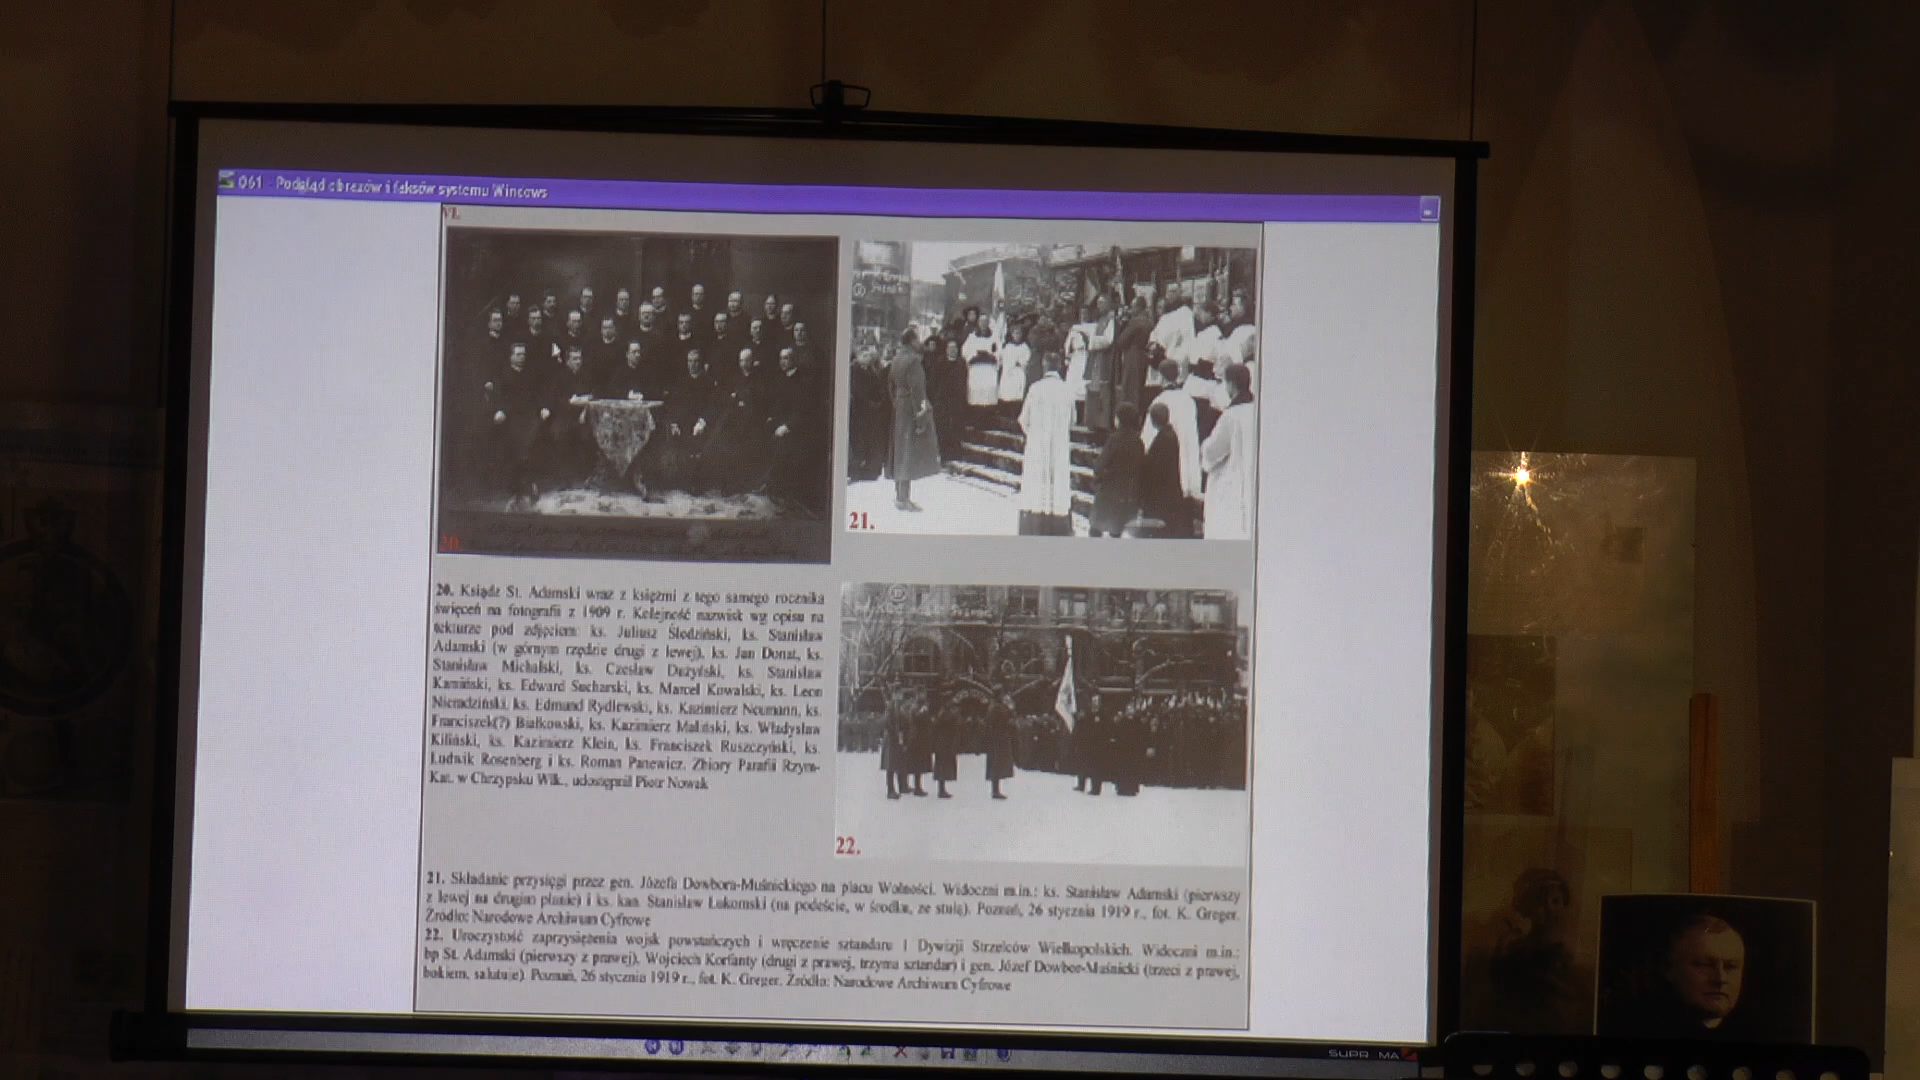 061 - Podgląd obrazów i faksów systemu Windows
VI.
20.
21.
20. Ksiądz St. Adamski wraz z księżmi z tego samego rocznika
święceń na fotografii z 1909 r. Kolejność nazwisk wg opisu na
tekturze pod zdjęciem: ks. Juliusz Śledziński, ks. Stanisław
Adamski (w górnym rzędzie drugi z lewej), ks. Jan Donat, ks.
Stanisław Michalski, ks. Czesław Dużyński, ks. Stanisław
Kamiński, ks. Edward Sucharski, ks. Marcel Kowalski, ks. Leon
Nieradziński, ks. Edmund Rydlewski, ks. Kazimierz Neumann, ks.
Franciszek(?) Białkowski, ks. Kazimierz Maliński, ks. Władysław
Kiliński, ks. Kazimierz Klein, ks. Franciszek Ruszczyński, ks.
Ludwik Rosenberg i ks. Roman Panewicz. Zbiory Parafii Rzym-
Kat. w Chrzypsku Wlk., udostępnił Piotr Nowak
22.
21. Składanie przysięgi przez gen. Józefa Dowbora-Muśnickiego na placu Wolności. Widoczni m.in.: ks. Stanisław Adamski (pierwszy
z lewej na drugim planie) i ks. kan. Stanisław Łukomski (na podeście, w środku, ze stułą). Poznań, 26 stycznia 1919 r., fot. K. Greger.
Źródło: Narodowe Archiwum Cyfrowe
22. Uroczystość zaprzysiężenia wojsk powstańczych i wręczenie sztandaru 1 Dywizji Strzelców Wielkopolskich. Widoczni m.in.:
bp St. Adamski (pierwszy z prawej), Wojciech Korfanty (drugi z prawej, trzyma sztandar) i gen. Józef Dowbor-Muśnicki (trzeci z prawej,
bokiem, salutuje). Poznań, 26 stycznia 1919 r., fot. K. Greger. Źródło: Narodowe Archiwum Cyfrowe
SUPREMA